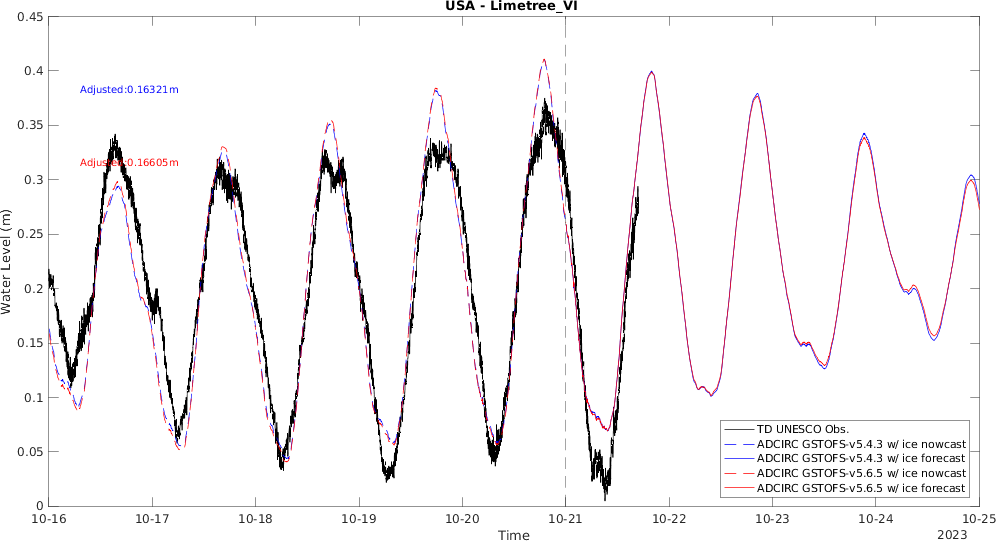 USA - Limetree_VI
0.45
0.4
0.35
0.3
0.25
0.2
0.15
0.1
0.05
0
Water Level (m)
Adjusted:0.16321m
Adjusted:0.16605m
TD UNESCO Obs.
ADCIRC GSTOFS-v5.4.3 w/ ice nowcast
ADCIRC GSTOFS-v5.4.3 w/ ice forecast
ADCIRC GSTOFS-v5.6.5 w/ ice nowcast
ADCIRC GSTOFS-v5.6.5 w/ ice forecast
10-16 10-17 10-18 10-19 10-20 10-21 10-22 10-23 10-24 10-25
Time
2023